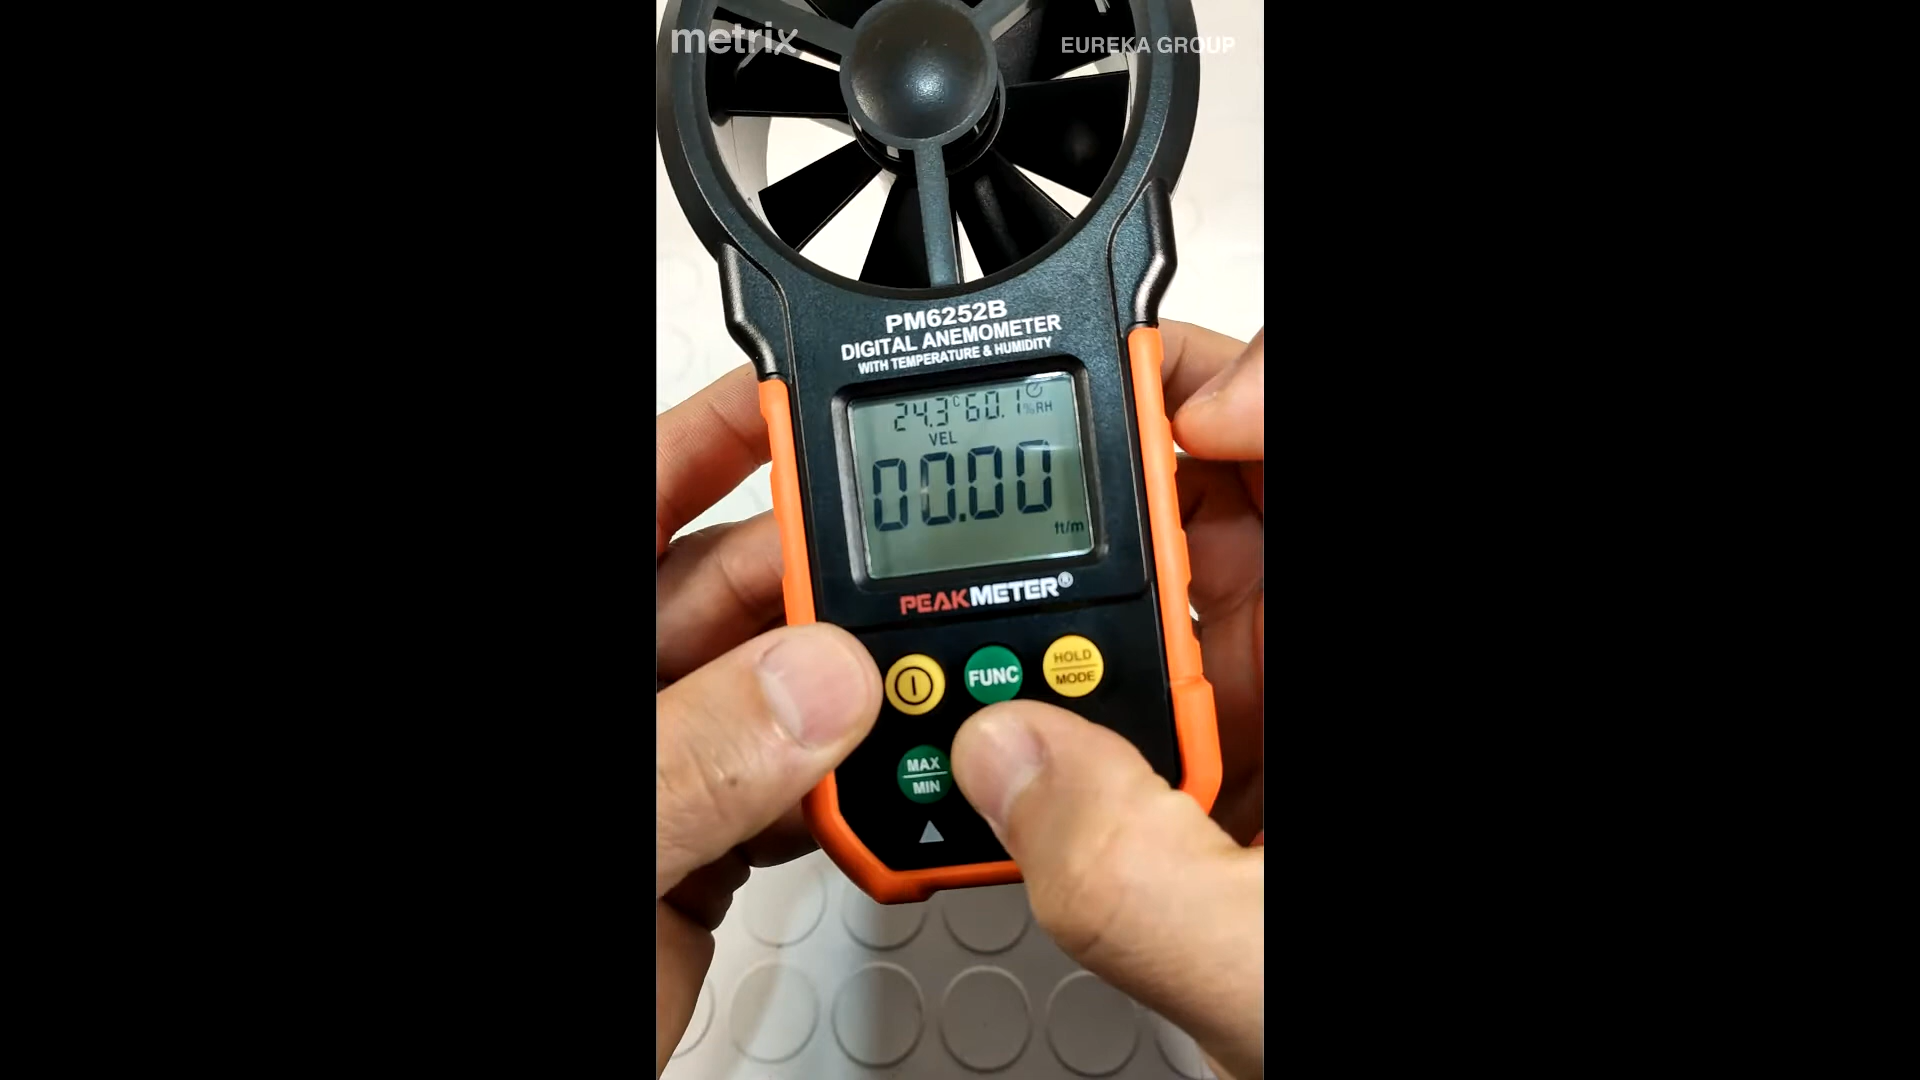 metrix
EUREKA GROUP
PM6252B
DIGITAL ANEMOMETER
WITH TEMPERATURE & HUMIDITY
24.3°C 60.1%RH
VEL
00.00
ft/m
PEAKMETER®
FUNC
HOLD
MODE
MAX
MIN